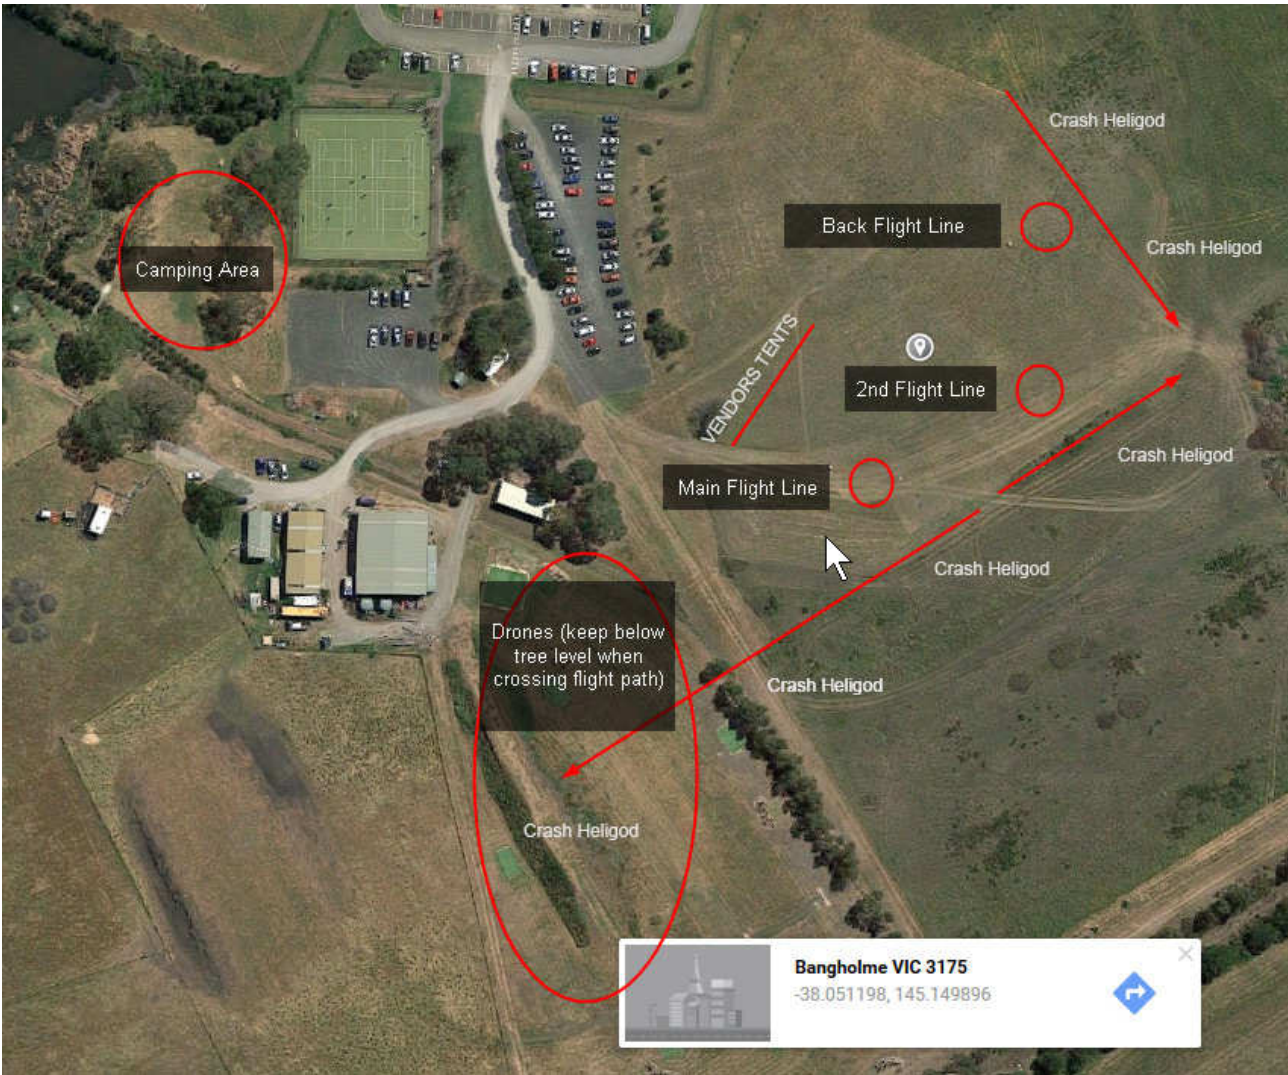 Crash Heligod
Back Flight Line
Crash Heligod
Camping Area
VENDORS TENTS
2nd Flight Line
Crash Heligod
Main Flight Line
Crash Heligod
Drones (keep below
tree level when
crossing flight path)
Crash Heligod
Crash Heligod
Bangholme VIC 3175
-38.051198, 145.149896